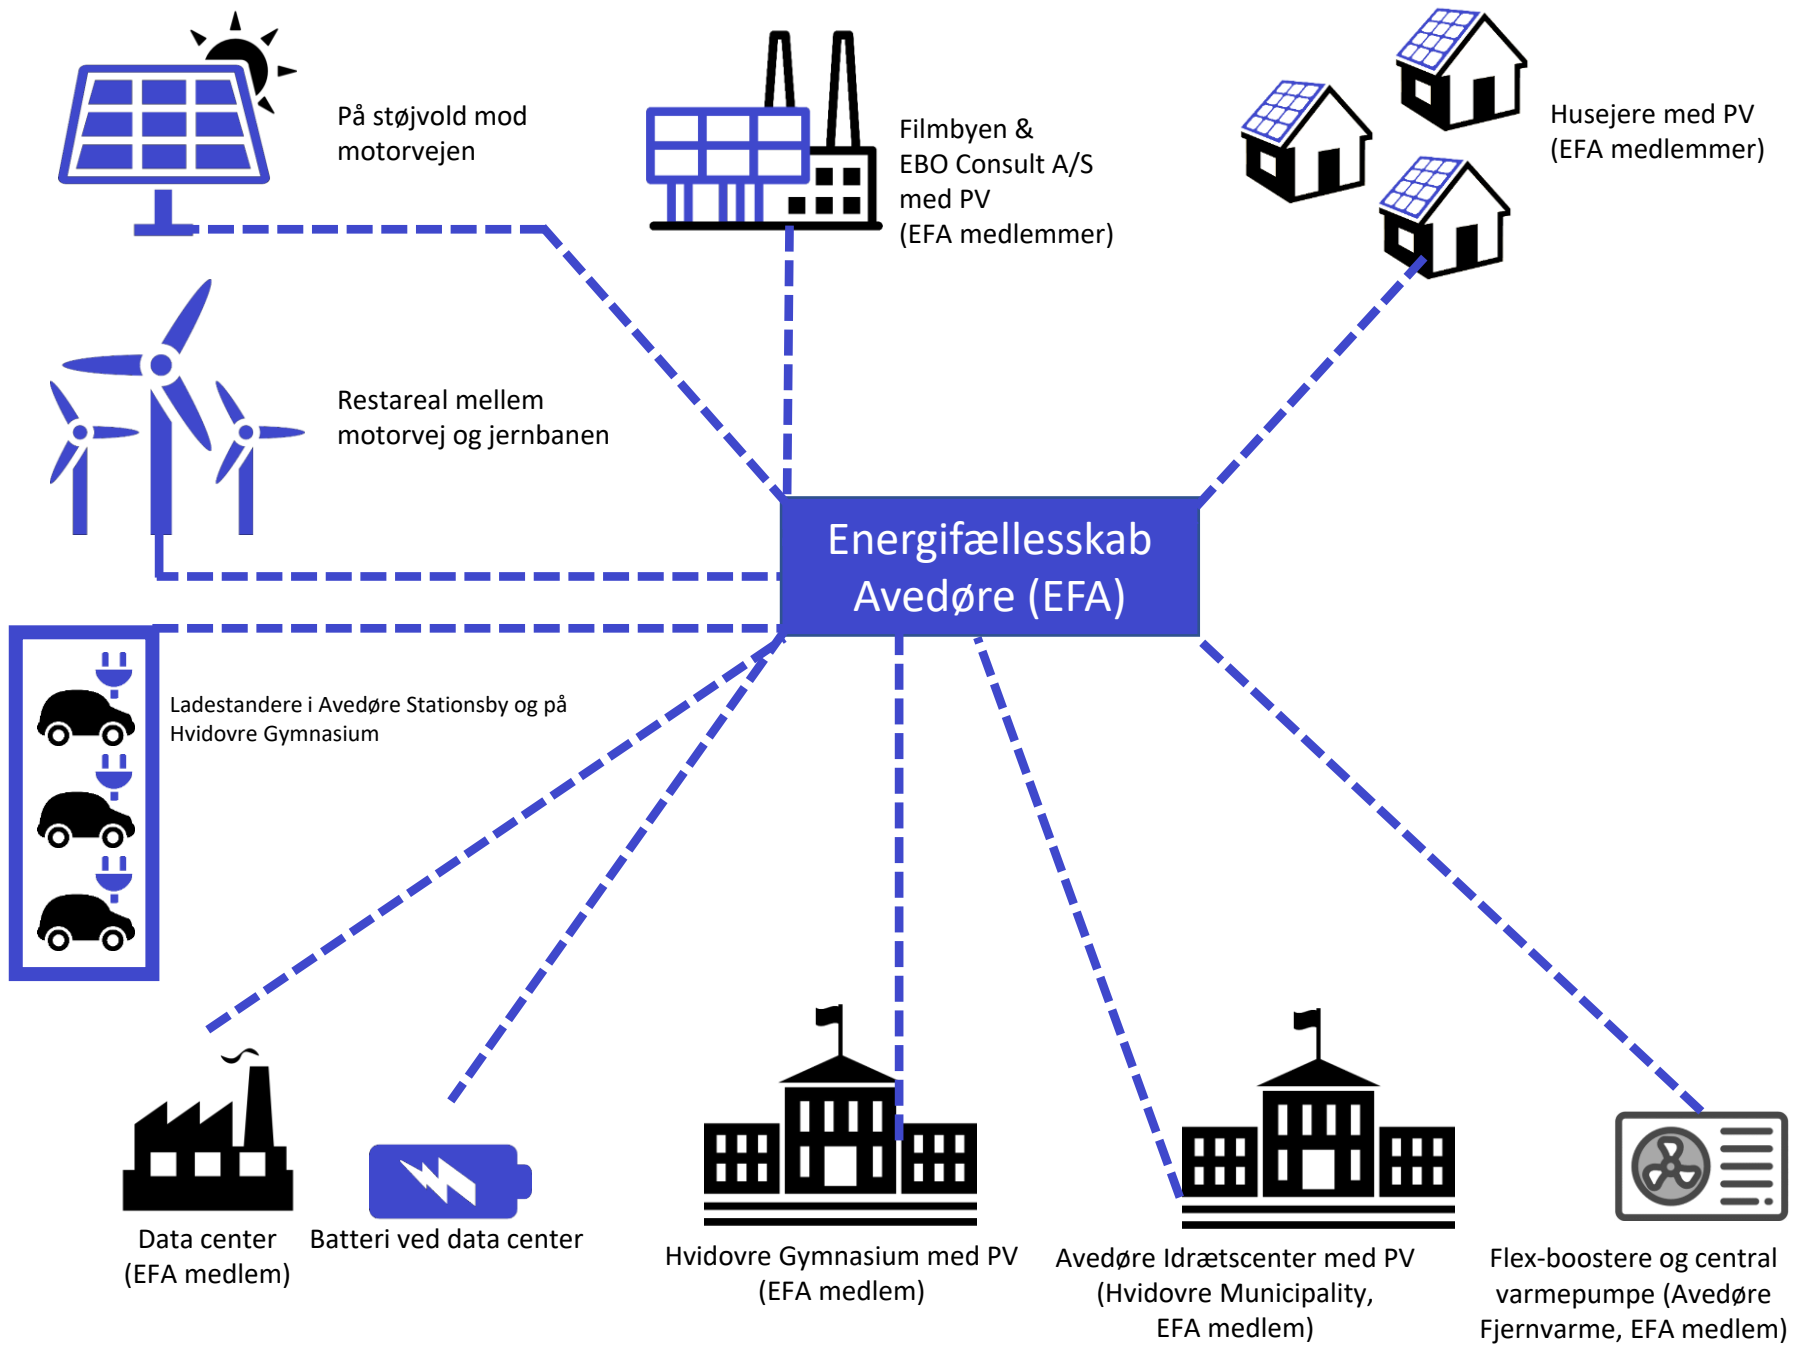 På støjvold mod
motorvejen
Filmbyen &
EBO Consult A/S
med PV
(EFA medlemmer)
Husejere med PV
(EFA medlemmer)
Restareal mellem
motorvej og jernbanen
Energifællesskab
Avedøre (EFA)
Ladestandere i Avedøre Stationsby og på
Hvidovre Gymnasium
Data center
(EFA medlem)
Batteri ved data center
Hvidovre Gymnasium med PV
(EFA medlem)
Avedøre Idrætscenter med PV
(Hvidovre Municipality,
EFA medlem)
Flex-boostere og central
varmepumpe (Avedøre
Fjernvarme, EFA medlem)